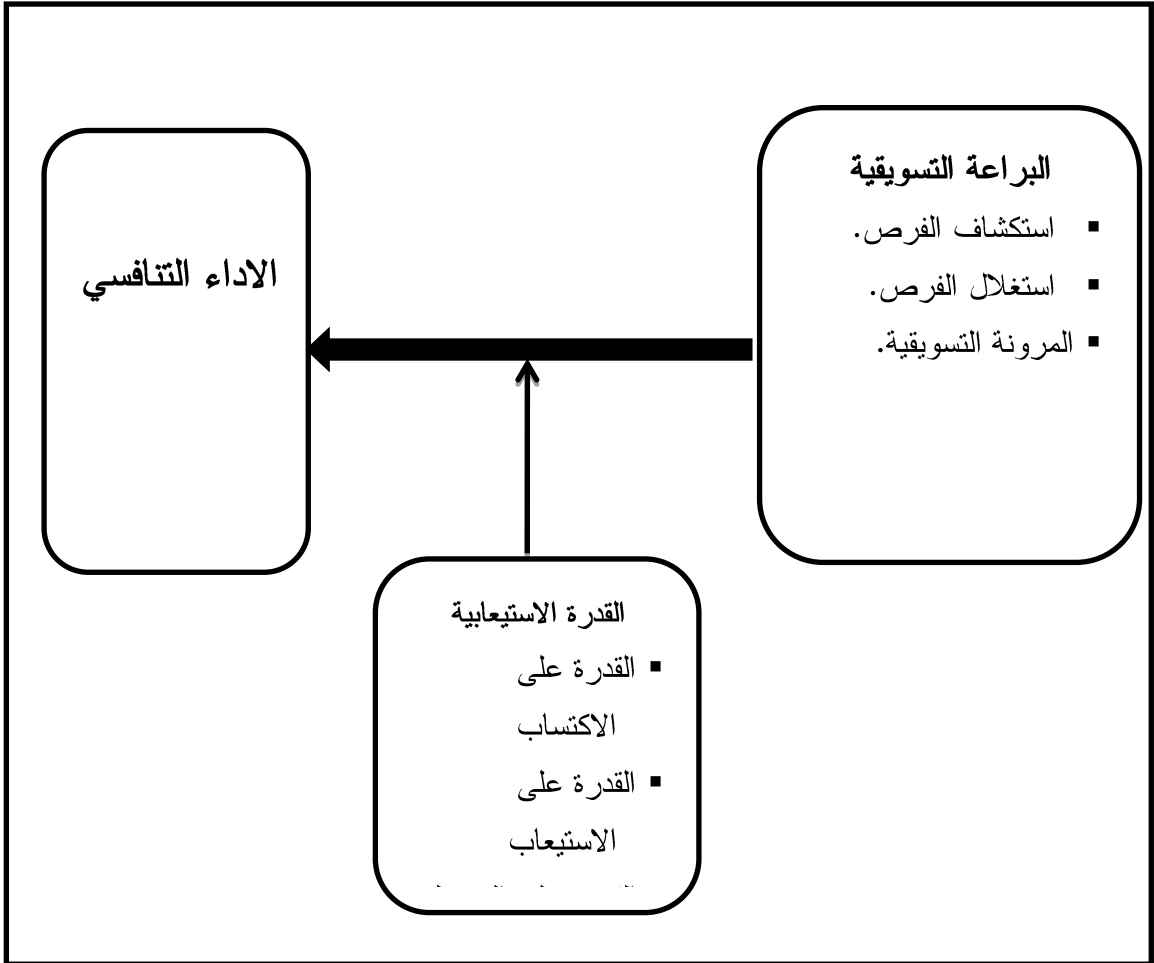 البراعة التسويقية
▪ استكشاف الفرص.
▪ استغلال الفرص.
▪ المرونة التسويقية.
الاداء التنافسي
القدرة الاستيعابية
▪ القدرة على
الاكتساب
▪ القدرة على
الاستيعاب